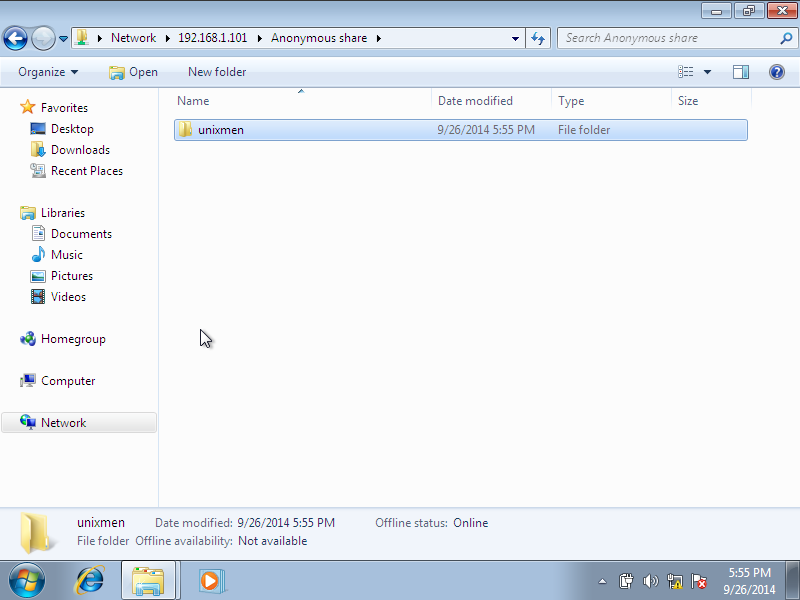 Network 192.168.1.101 Anonymous share Search Anonymous share
Organize Open New folder
Name Date modified Type Size
unixmen 9/26/2014 5:55 PM File folder
Favorites
Desktop
Downloads
Recent Places
Libraries
Documents
Music
Pictures
Videos
Homegroup
Computer
Network
unixmen Date modified: 9/26/2014 5:55 PM Offline status: Online
File folder Offline availability: Not available
5:55 PM
9/26/2014